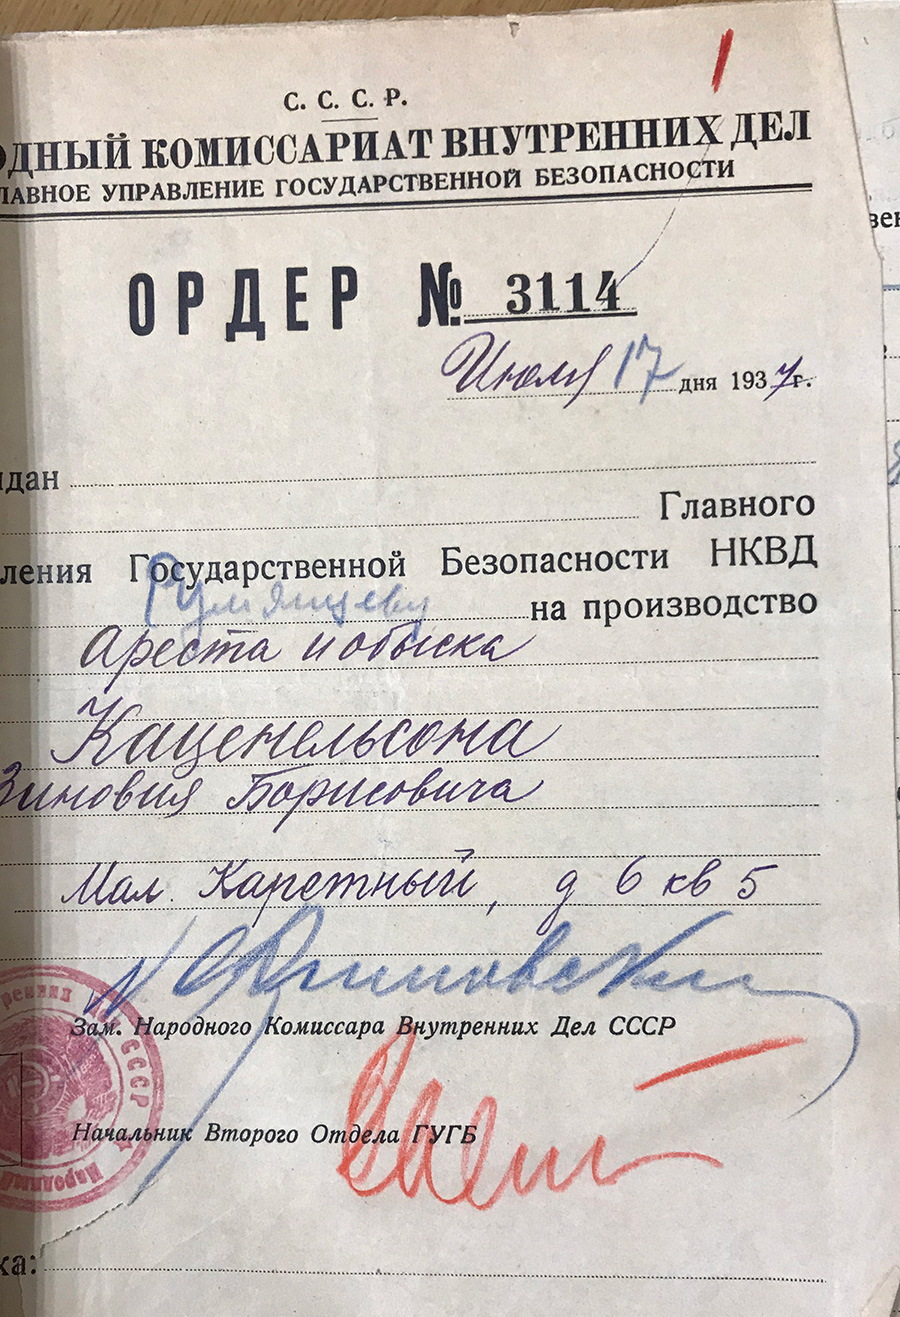 С. С. С. Р.
ОДНЫЙ КОМИССАРИАТ ВНУТРЕННИХ ДЕЛ
ЛАВНОЕ УПРАВЛЕНИЕ ГОСУДАРСТВЕННОЙ БЕЗОПАСНОСТИ
1
ОРДЕР № 3114
Июля 17 дня 1937 г.
дан
Главного
ления Государственной Безопасности НКВД
Румянцеву на производство
Ареста и обыска
Каценельсона
Зиновия Борисовича
Мал. Каретный, д 6 кв 5
Зам. Народного Комиссара Внутренних Дел СССР
Начальник Второго Отдела ГУГБ
ка: